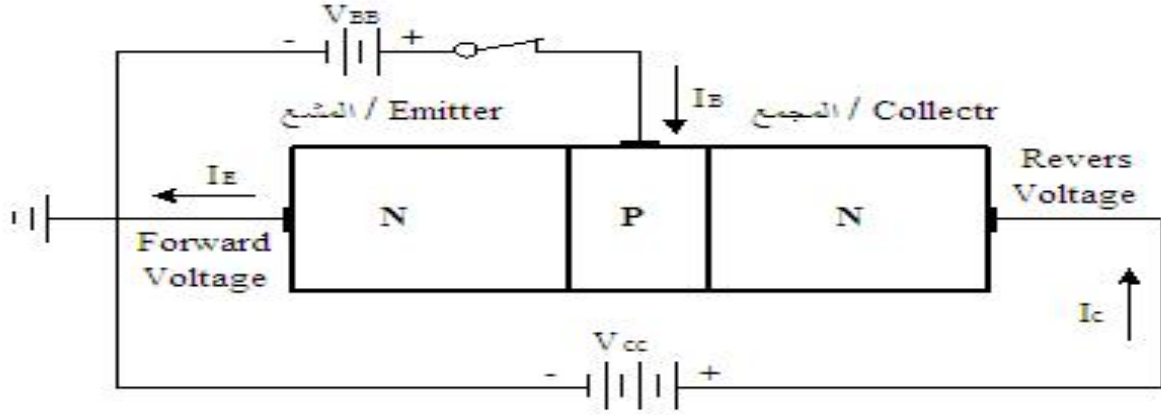 VBB
- +
IB
المشع / Emitter
المجمع / Collectr
IE
Revers
Voltage
N
P
N
Forward
Voltage
Ic
Vcc
- +